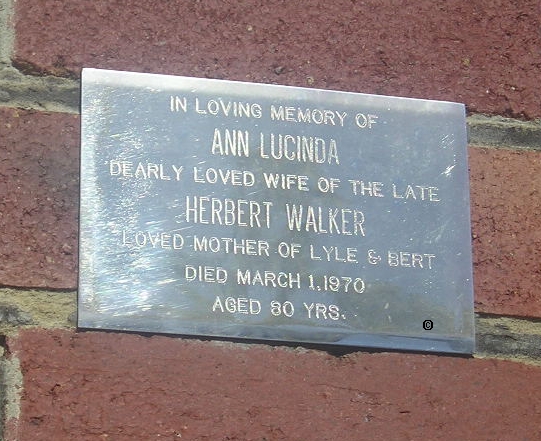 IN LOVING MEMORY OF
ANN LUCINDA
DEARLY LOVED WIFE OF THE LATE
HERBERT WALKER
LOVED MOTHER OF LYLE & BERT
DIED MARCH 1, 1970
AGED 80 YRS.
©